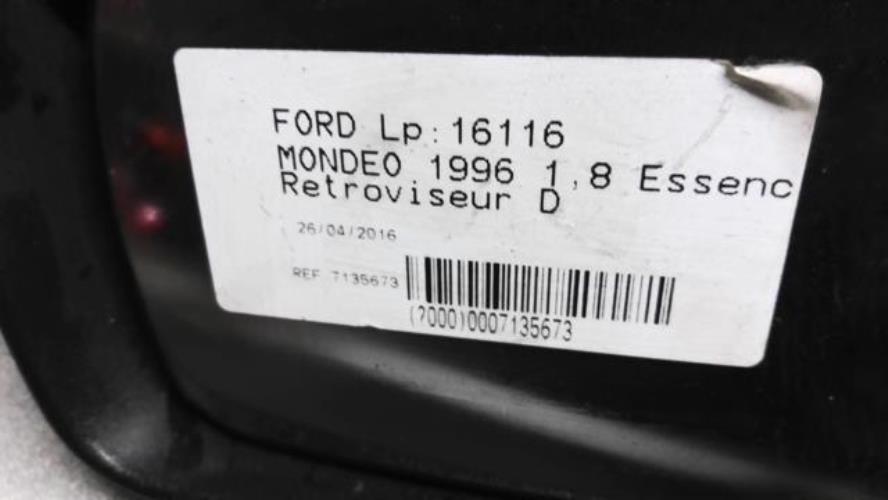 FORD Lp:16116
MONDEO 1996 1,8 Essenc
Retroviseur D
26/04/2016
REF 7135673
(7000)0007135673